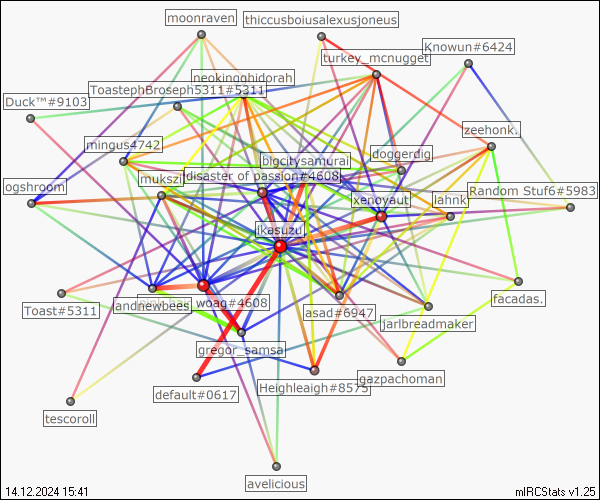 moonraven
thiccusboiusalexusjoneus
Knowun#6424
turkey_mcnugget
neokingghidorah
ToastephBroseph5311#5311
Duck™#9103
zeehonk.
mingus4742
doggerdig
bigcitysamurai
disaster of passion#4608
mukszi
ogshroom
Random Stuf6#5983
lahnk
xenoyaut
ikasuzu
facadas.
woag#4608
landnewbees
Toast#5311
asad#6947
jarlbreadmaker
gregor_samsa
gazpachoman
Heighleaigh#8575
default#0617
tescoroll
avelicious
14.12.2024 15:41
mIRCStats v1.25